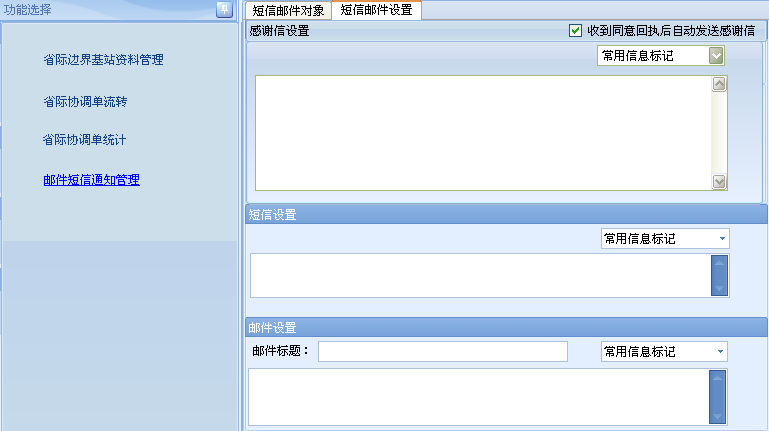 功能选择
省际边界基站资料管理
省际协调单流转
省际协调单统计
邮件短信通知管理
短信邮件对象 短信邮件设置
感谢信设置 收到同意回执后自动发送感谢信
常用信息标记
短信设置
常用信息标记
邮件设置
邮件标题： 常用信息标记